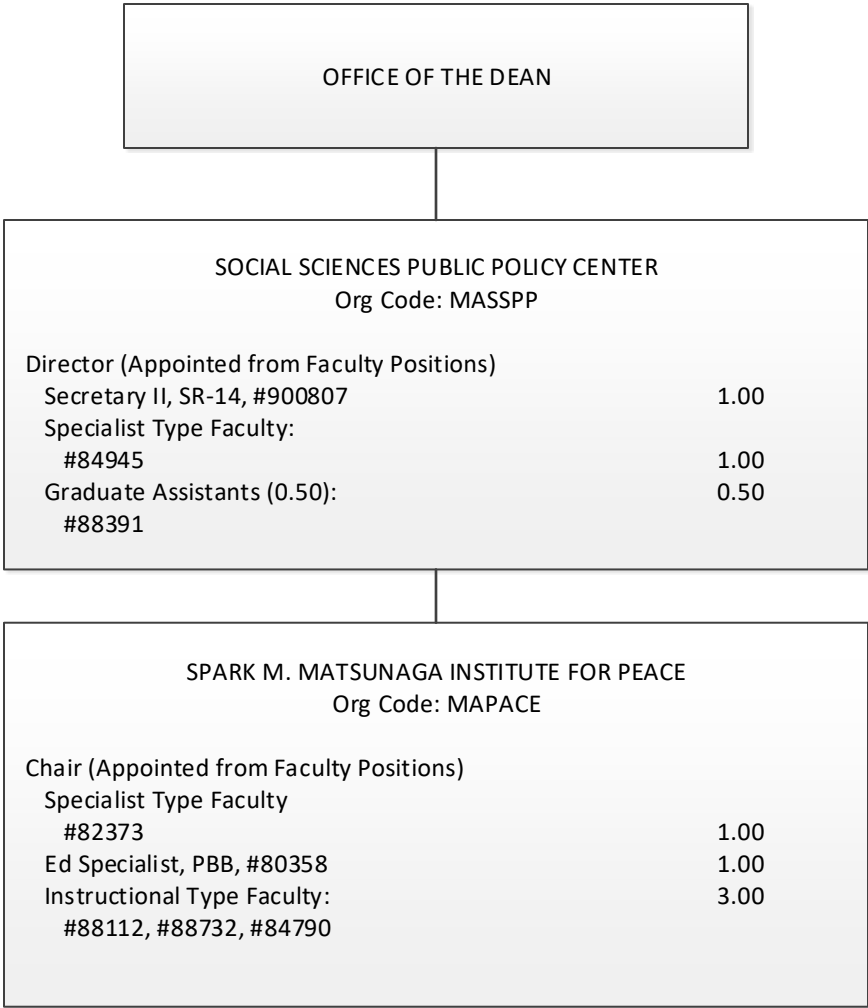 OFFICE OF THE DEAN
SOCIAL SCIENCES PUBLIC POLICY CENTER
Org Code: MASSPP
Director (Appointed from Faculty Positions)
Secretary II, SR-14, #900807 1.00
Specialist Type Faculty:
#84945 1.00
Graduate Assistants (0.50): 0.50
#88391
SPARK M. MATSUNAGA INSTITUTE FOR PEACE
Org Code: MAPACE
Chair (Appointed from Faculty Positions)
Specialist Type Faculty
#82373 1.00
Ed Specialist, PBB, #80358 1.00
Instructional Type Faculty: 3.00
#88112, #88732, #84790